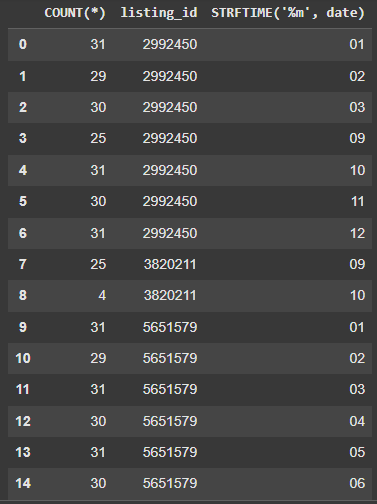 COUNT(*) listing_id STRFTIME('%m', date)
0 31 2992450 01
1 29 2992450 02
2 30 2992450 03
3 25 2992450 09
4 31 2992450 10
5 30 2992450 11
6 31 2992450 12
7 25 3820211 09
8 4 3820211 10
9 31 5651579 01
10 29 5651579 02
11 31 5651579 03
12 30 5651579 04
13 31 5651579 05
14 30 5651579 06